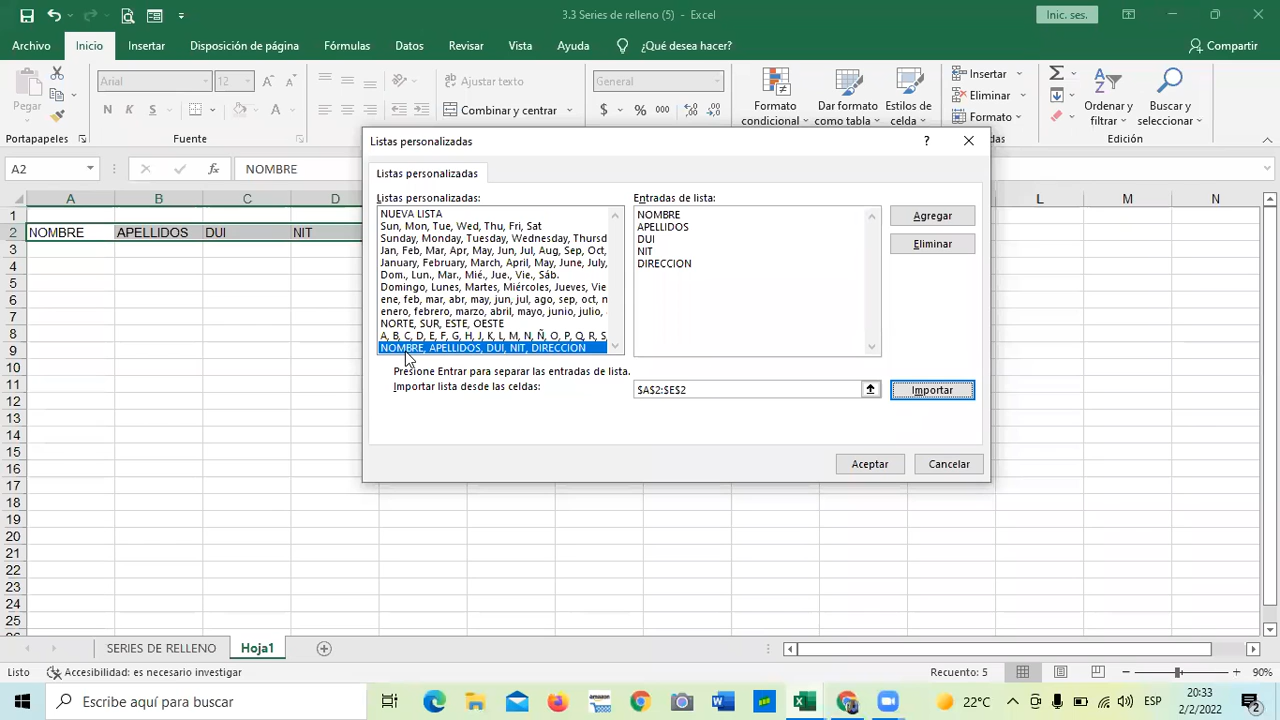 3.3 Series de relleno (5) - Excel
Inic. ses.
Archivo Inicio Insertar Disposición de página Fórmulas Datos Revisar Vista Ayuda ¿Qué desea hacer? Compartir
Pegar
Arial 12
N K S
Ajustar texto
Combinar y centrar
General
$ % 000
Formato condicional
Dar formato como tabla
Estilos de celda
Insertar
Eliminar
Formato
Ordenar y filtrar
Buscar y seleccionar
Portapapeles Fuente Edición
A2 fx NOMBRE
A B C D L M N
1
2 NOMBRE APELLIDOS DUI NIT
3
4
5
6
7
8
9
10
11
12
13
14
15
16
17
18
19
20
21
22
23
24
25
Listas personalizadas
?
Listas personalizadas
Listas personalizadas:
NUEVA LISTA
Sun, Mon, Tue, Wed, Thu, Fri, Sat
Sunday, Monday, Tuesday, Wednesday, Thursd
Jan, Feb, Mar, Apr, May, Jun, Jul, Aug, Sep, Oct,
January, February, March, April, May, June, July,
Dom., Lun., Mar., Mié., Jue., Vie., Sáb.
Domingo, Lunes, Martes, Miércoles, Jueves, Vie
ene, feb, mar, abr, may, jun, jul, ago, sep, oct, n
enero, febrero, marzo, abril, mayo, junio, julio,
NORTE, SUR, ESTE, OESTE
A, B, C, D, E, F, G, H, J, K, L, M, N, Ñ, O, P, Q, R, S,
NOMBRE, APELLIDOS, DUI, NIT, DIRECCION
Entradas de lista:
NOMBRE
APELLIDOS
DUI
NIT
DIRECCION
Agregar
Eliminar
Presione Entrar para separar las entradas de lista.
Importar lista desde las celdas: $A$2:$E$2 Importar
Aceptar Cancelar
SERIES DE RELLENO Hoja1
Listo Accesibilidad: es necesario investigar Recuento: 5 90%
Escribe aquí para buscar
22°C ESP
20:33
2/2/2022
2